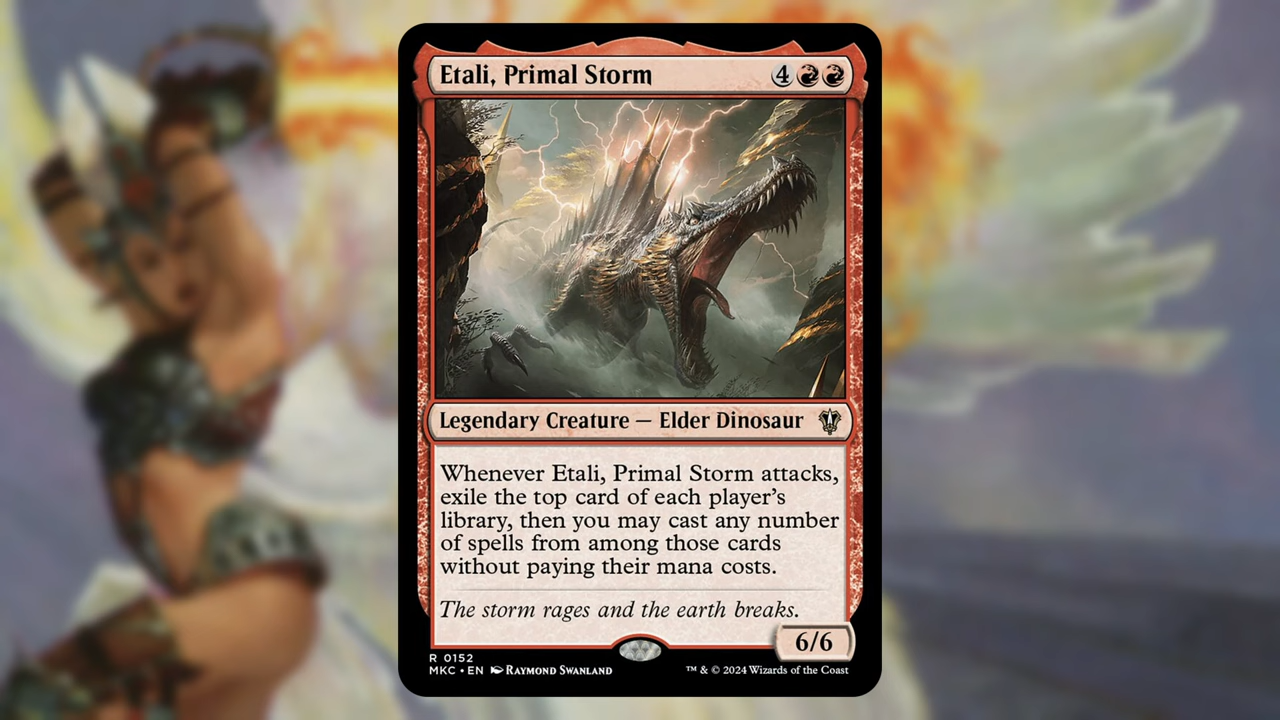 Etali, Primal Storm 4
Legendary Creature — Elder Dinosaur
Whenever Etali, Primal Storm attacks,
exile the top card of each player's
library, then you may cast any number
of spells from among those cards
without paying their mana costs.
The storm rages and the earth breaks.
6/6
R 0152
MKC • EN Raymond Swanland ™ & © 2024 Wizards of the Coast